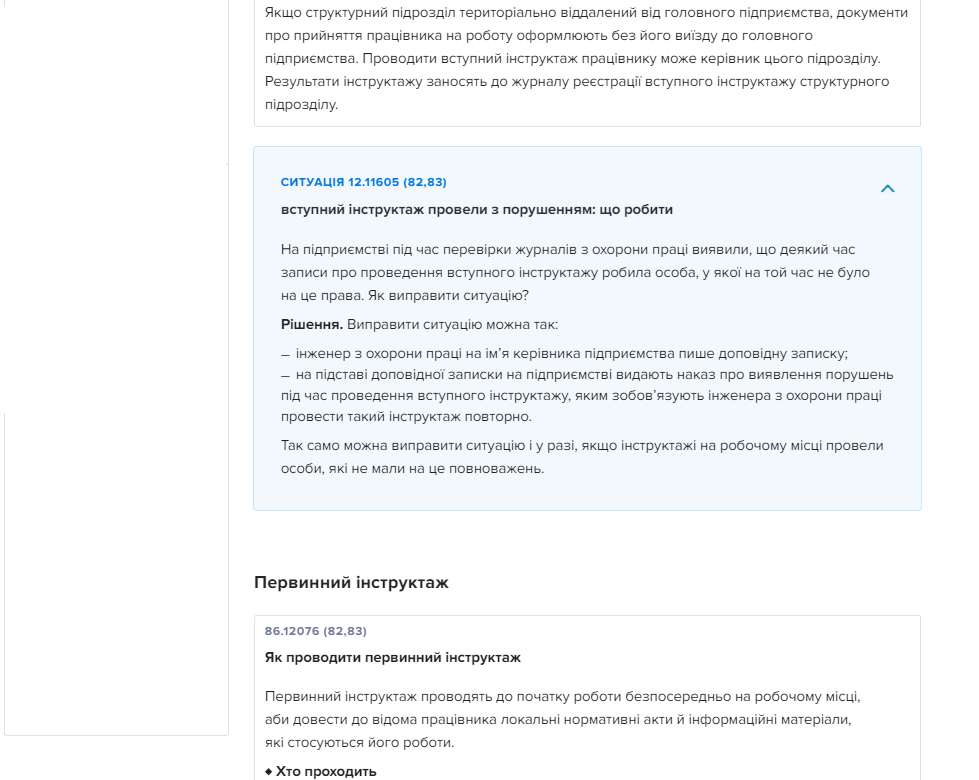 Якщо структурний підрозділ територіально віддалений від головного підприємства, документи
про прийняття працівника на роботу оформлюють без його виїзду до головного
підприємства. Проводити вступний інструктаж працівнику може керівник цього підрозділу.
Результати інструктажу заносять до журналу реєстрації вступного інструктажу структурного
підрозділу.
СИТУАЦІЯ 12.11605 (82,83)
вступний інструктаж провели з порушенням: що робити
На підприємстві під час перевірки журналів з охорони праці виявили, що деякий час
записи про проведення вступного інструктажу робила особа, у якої на той час не було
на це права. Як виправити ситуацію?
Рішення. Виправити ситуацію можна так:
– інженер з охорони праці на ім’я керівника підприємства пише доповідну записку;
– на підставі доповідної записки на підприємстві видають наказ про виявлення порушень
під час проведення вступного інструктажу, яким зобов’язують інженера з охорони праці
провести такий інструктаж повторно.
Так само можна виправити ситуацію і у разі, якщо інструктажі на робочому місці провели
особи, які не мали на це повноважень.
Первинний інструктаж
86.12076 (82,83)
Як проводити первинний інструктаж
Первинний інструктаж проводять до початку роботи безпосередньо на робочому місці,
аби довести до відома працівника локальні нормативні акти й інформаційні матеріали,
які стосуються його роботи.
◆ Хто проходить